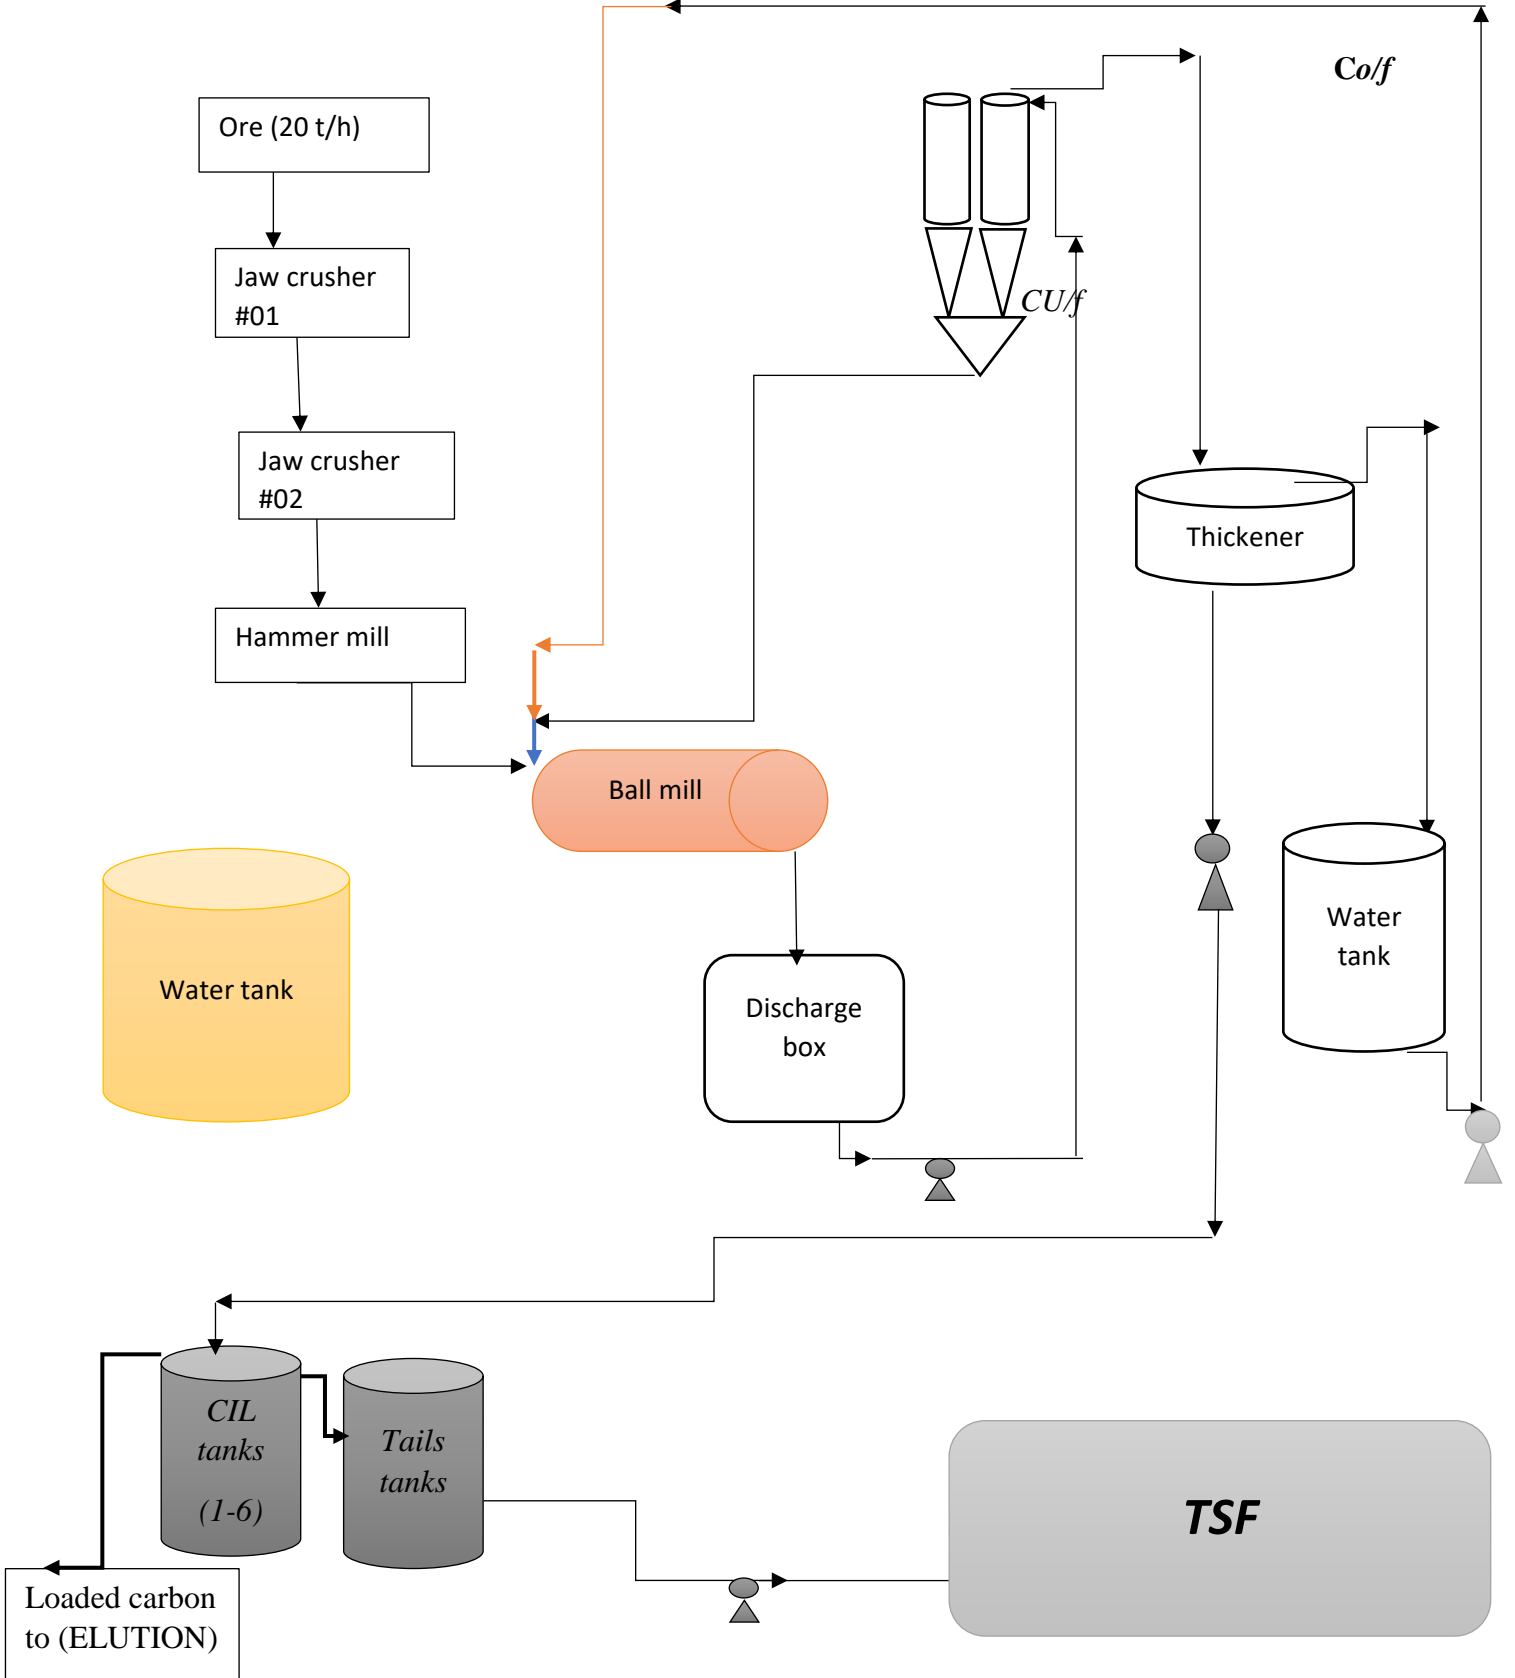 Co/f
Ore (20 t/h)
Jaw crusher
#01
CU/f
Jaw crusher
#02
Thickener
Hammer mill
Ball mill
Water
tank
Water tank
Discharge
box
CIL
tanks
(1-6)
Tails
tanks
TSF
Loaded carbon
to (ELUTION)